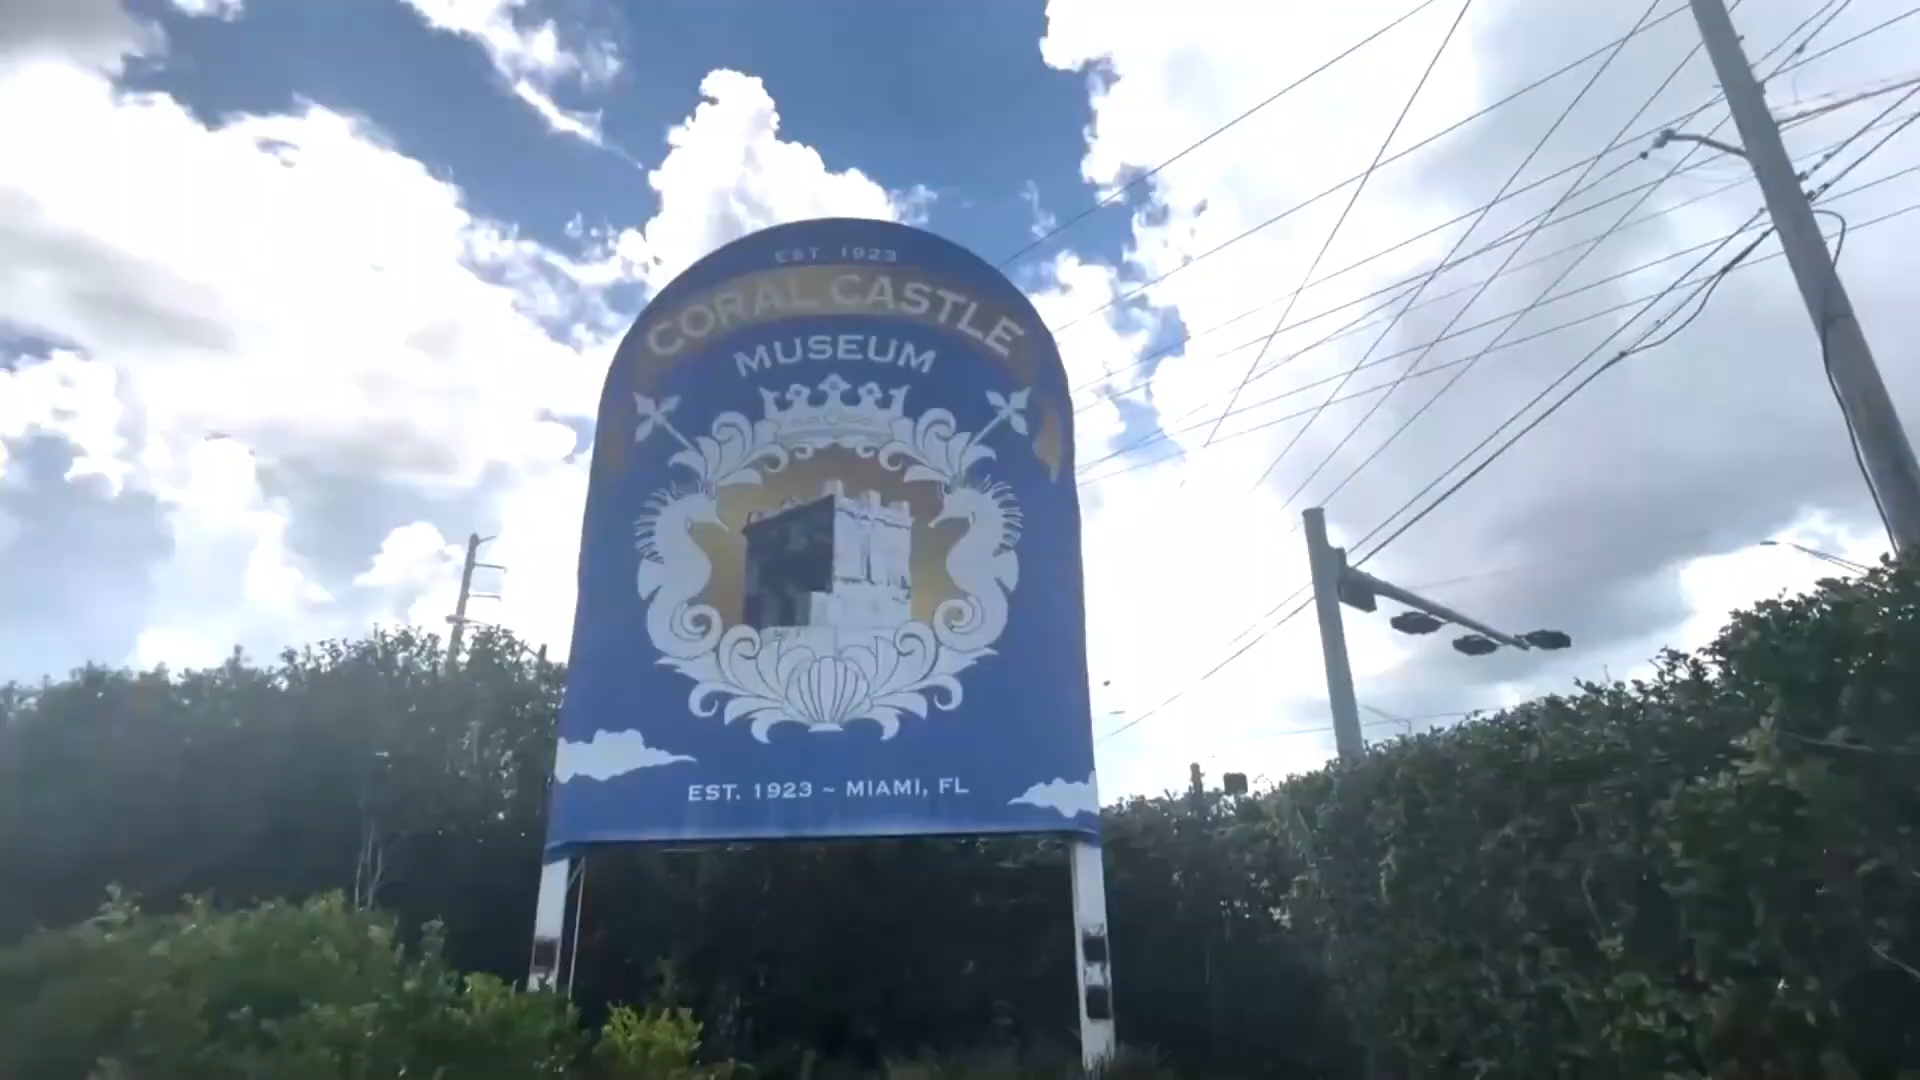 EST. 1923
CORAL CASTLE
MUSEUM
EST. 1923 ~ MIAMI, FL